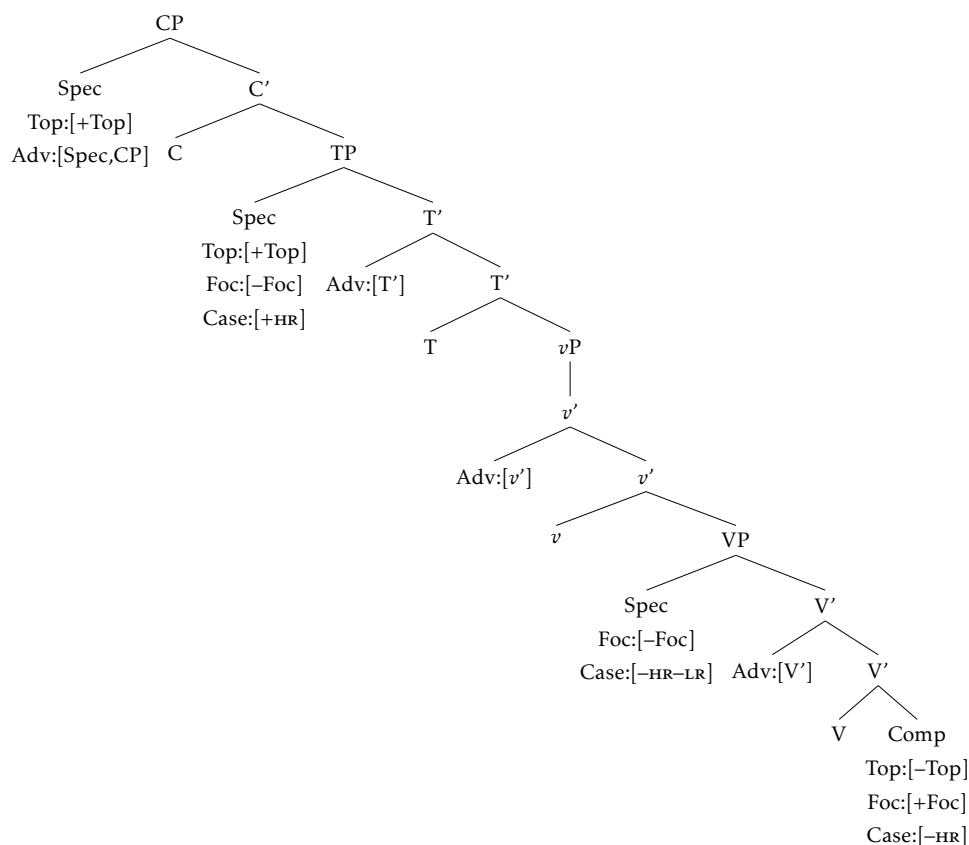 CP
Spec C’
Top:[+Top]
Adv:[Spec,CP] C TP
Spec T’
Top:[+Top]
Foc:[–Foc] Adv:[T’] T’
Case:[+HR]
T vP
v’
Adv:[v’] v’
v VP
Spec V’
Foc:[–Foc]
Case:[–HR–LR] Adv:[V’] V’
V Comp
Top:[–Top]
Foc:[+Foc]
Case:[–HR]